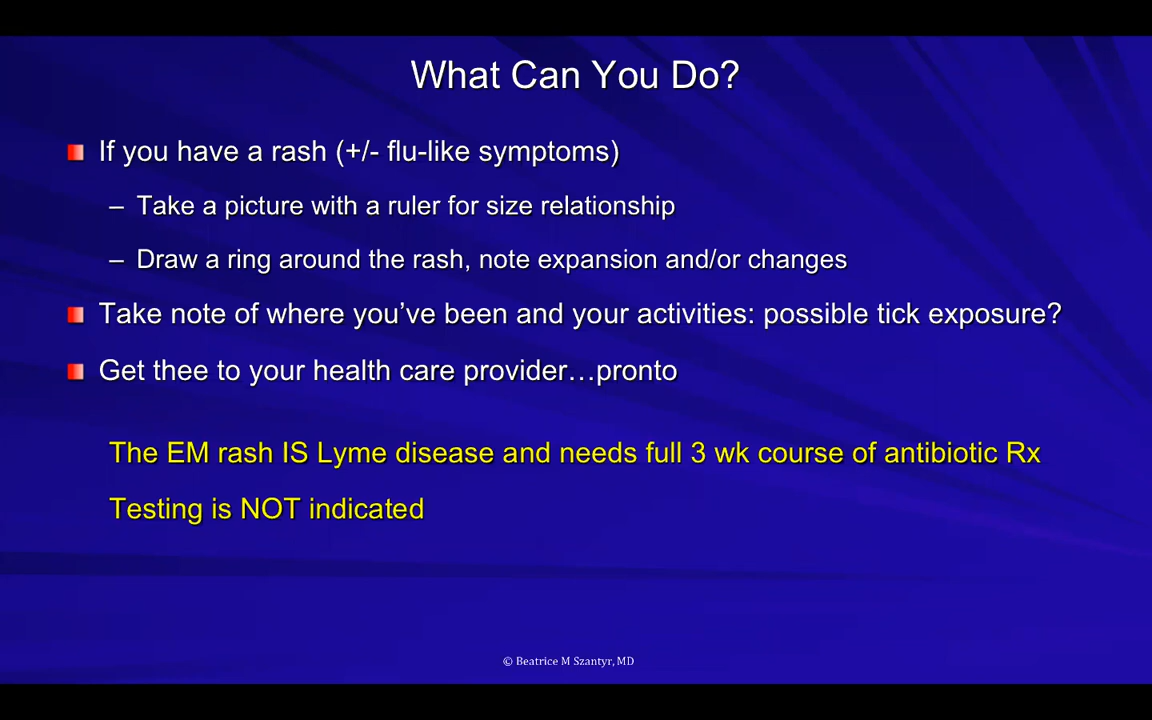 What Can You Do?
If you have a rash (+/- flu-like symptoms)
– Take a picture with a ruler for size relationship
– Draw a ring around the rash, note expansion and/or changes
Take note of where you’ve been and your activities: possible tick exposure?
Get thee to your health care provider…pronto
The EM rash IS Lyme disease and needs full 3 wk course of antibiotic Rx
Testing is NOT indicated
© Beatrice M Szantyr, MD